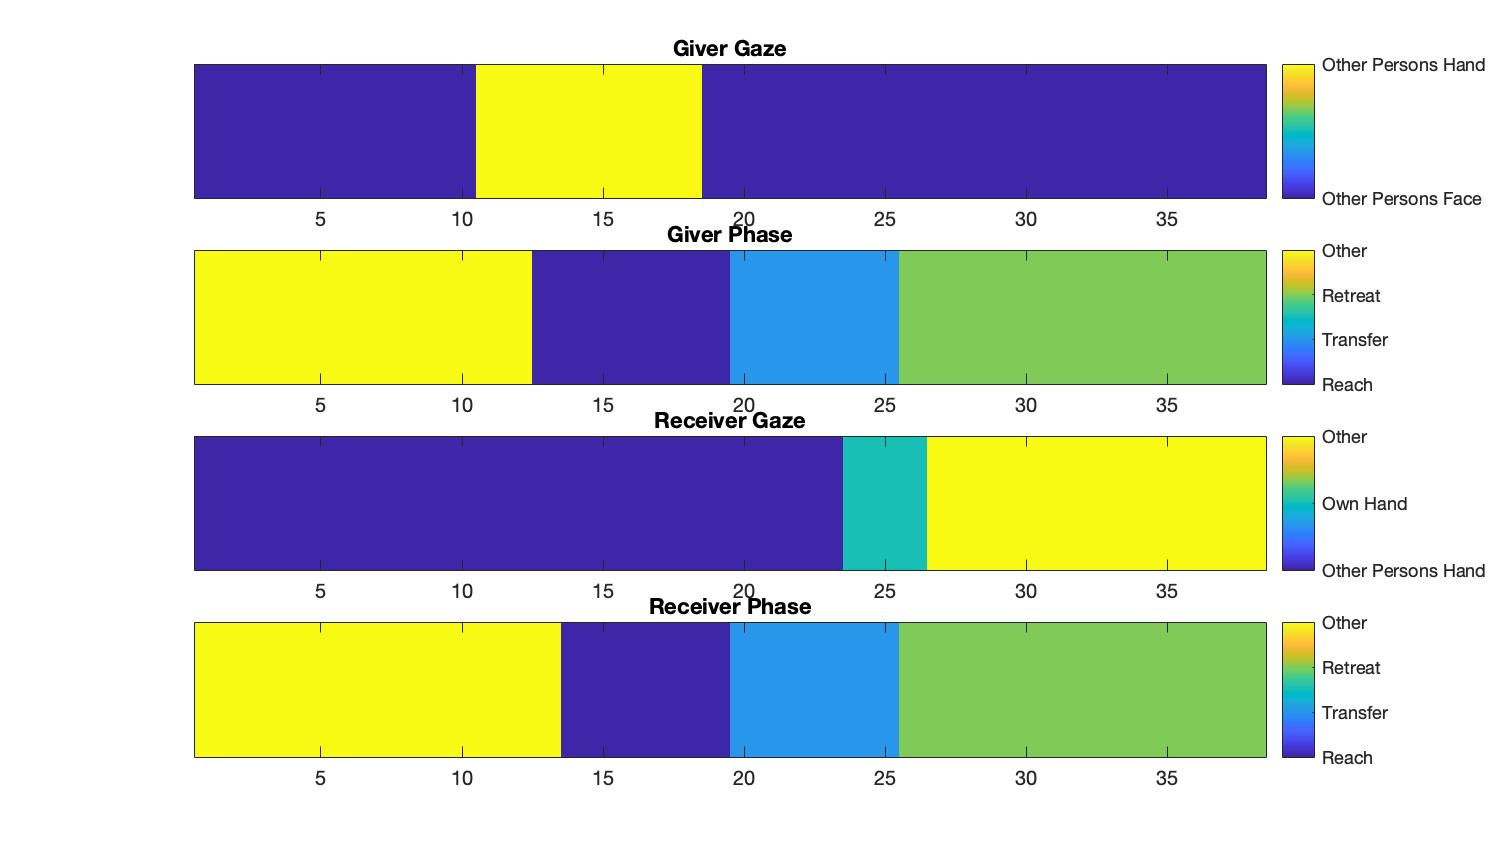 Giver Gaze
Other Persons Hand
Other Persons Face
5 10 15 20 25 30 35
Giver Phase
Other
Retreat
Transfer
Reach
5 10 15 20 25 30 35
Receiver Gaze
Other
Own Hand
Other Persons Hand
5 10 15 20 25 30 35
Receiver Phase
Other
Retreat
Transfer
Reach
5 10 15 20 25 30 35